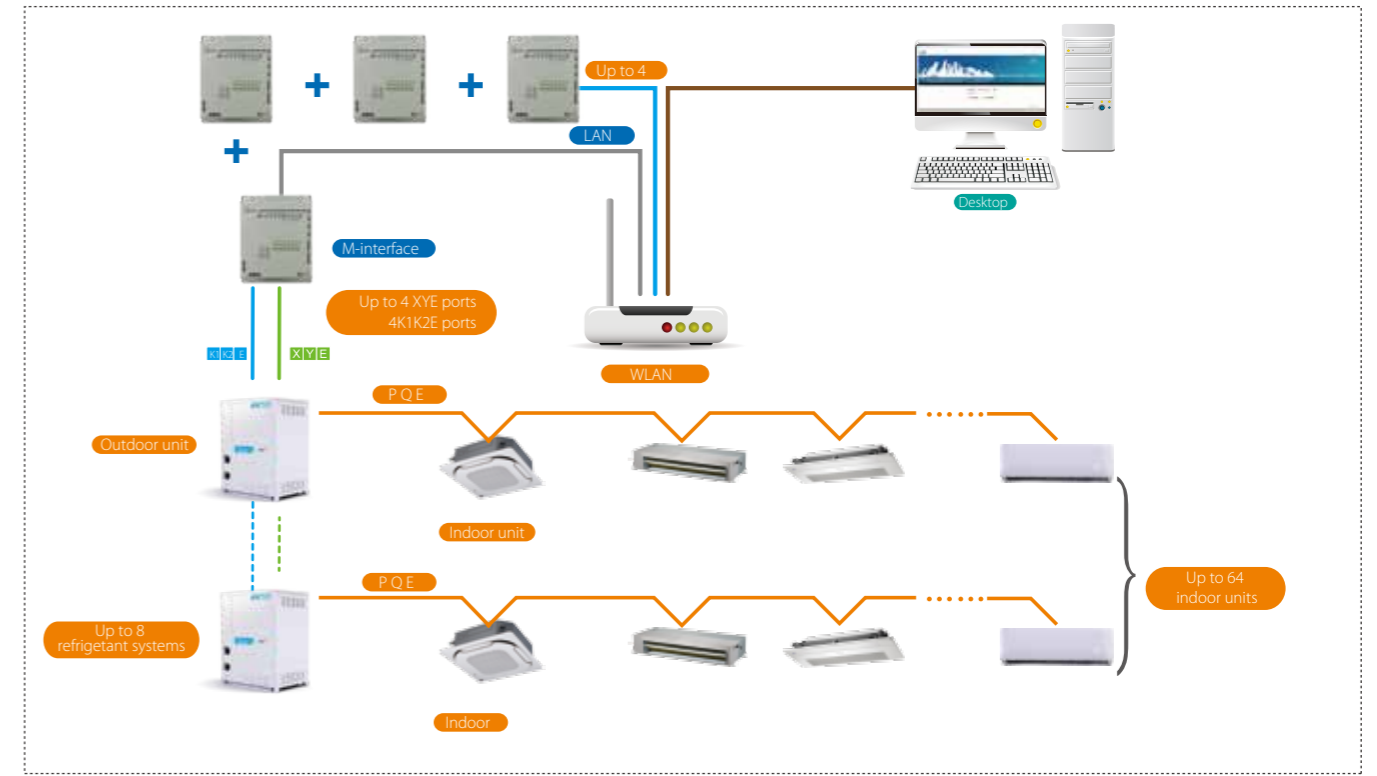 Up to 4
LAN
Desktop
M-interface
Up to 4 XYE ports
4K1K2E ports
K1 K2 E
X Y E
WLAN
P Q E
Outdoor unit
Indoor unit
P Q E
Up to 64
indoor units
Up to 8
refrigetant systems
Indoor